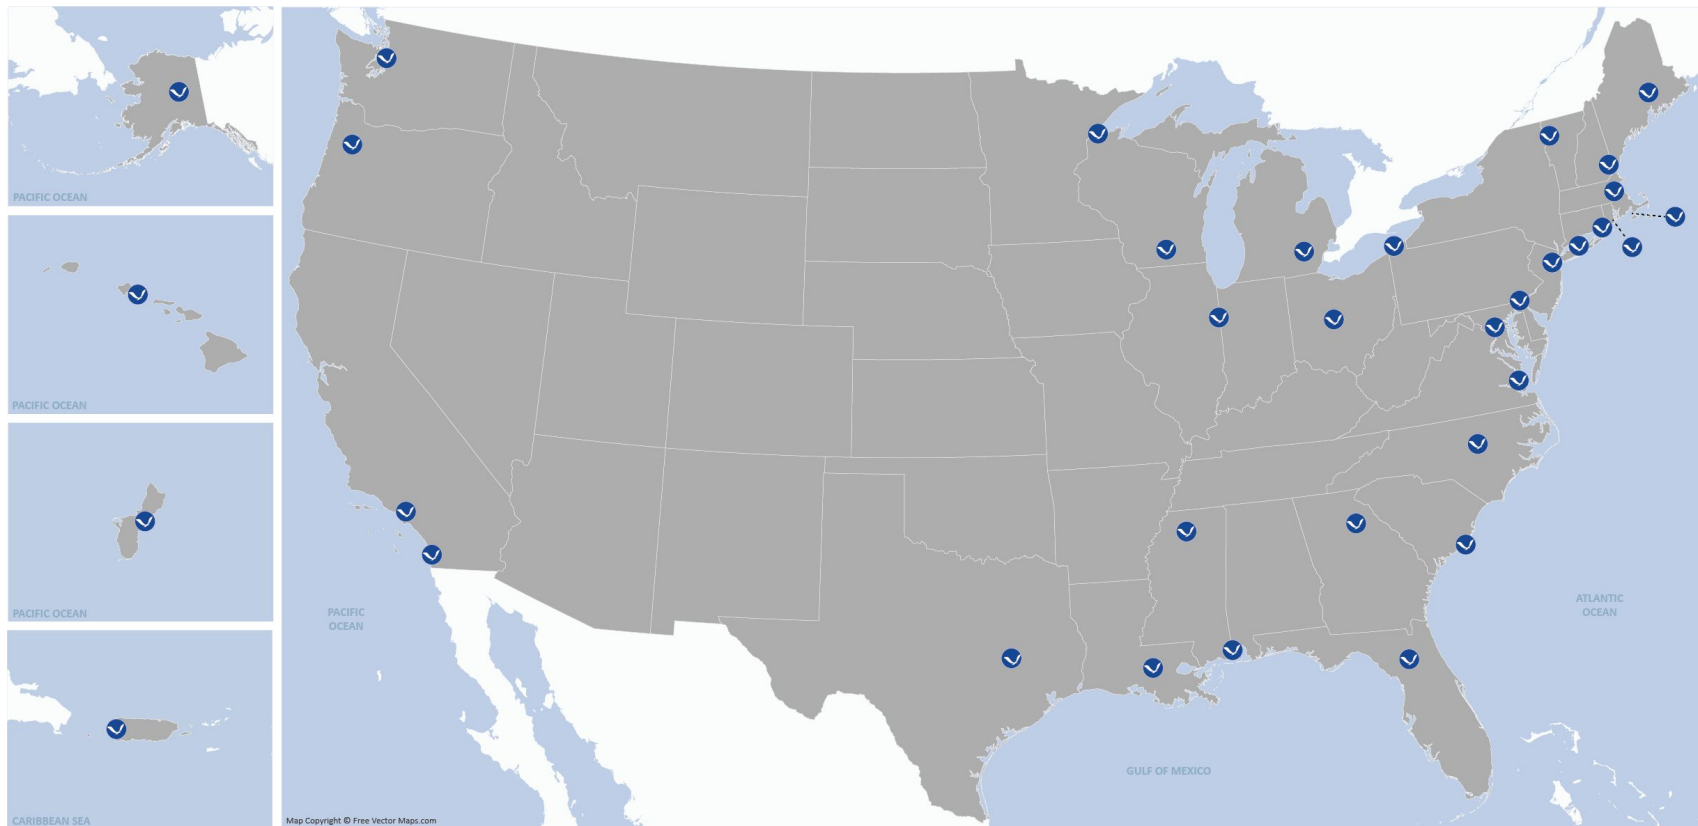 PACIFIC OCEAN
PACIFIC OCEAN
PACIFIC OCEAN
CARIBBEAN SEA
PACIFIC
OCEAN
ATLANTIC
OCEAN
GULF OF MEXICO
Map Copyright © Free Vector Maps.com